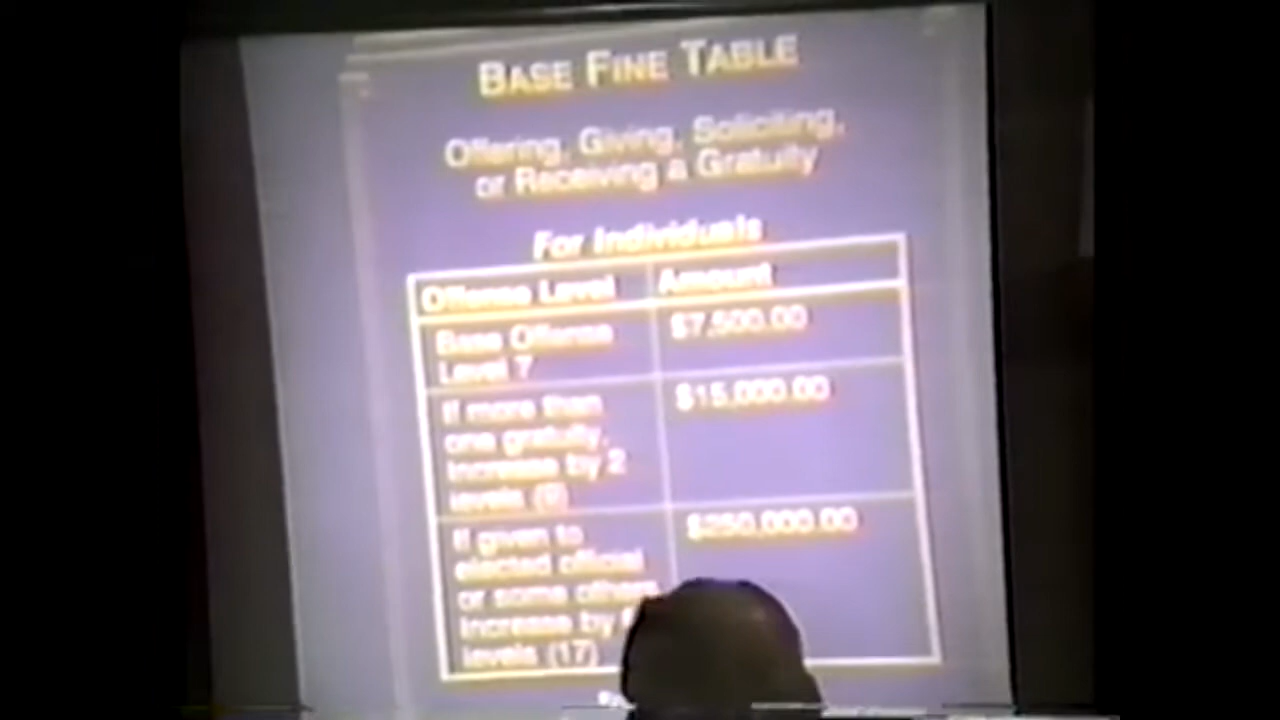 BASE FINE TABLE
Offering, Giving, Soliciting,
or Receiving a Gratuity
For Individuals
Offense Level
Amount
Base Offense
Level 7
$7,500.00
If more than
one gratuity,
increase by 2
levels (9)
$15,000.00
If given to
elected official
or some others
increase by
levels (17)
$250,000.00